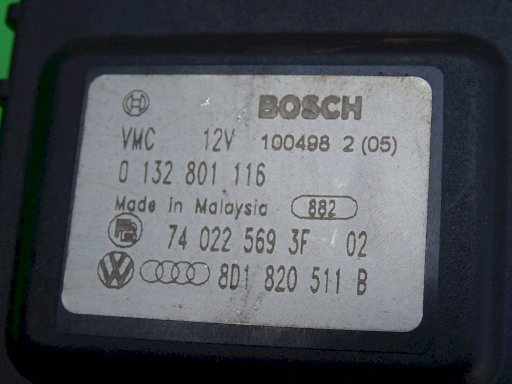 BOSCH
VMC 12V 100498 2 (05)
0 132 801 116
Made in Malaysia 882
74 022 569 3F 02
8D1 820 511 B